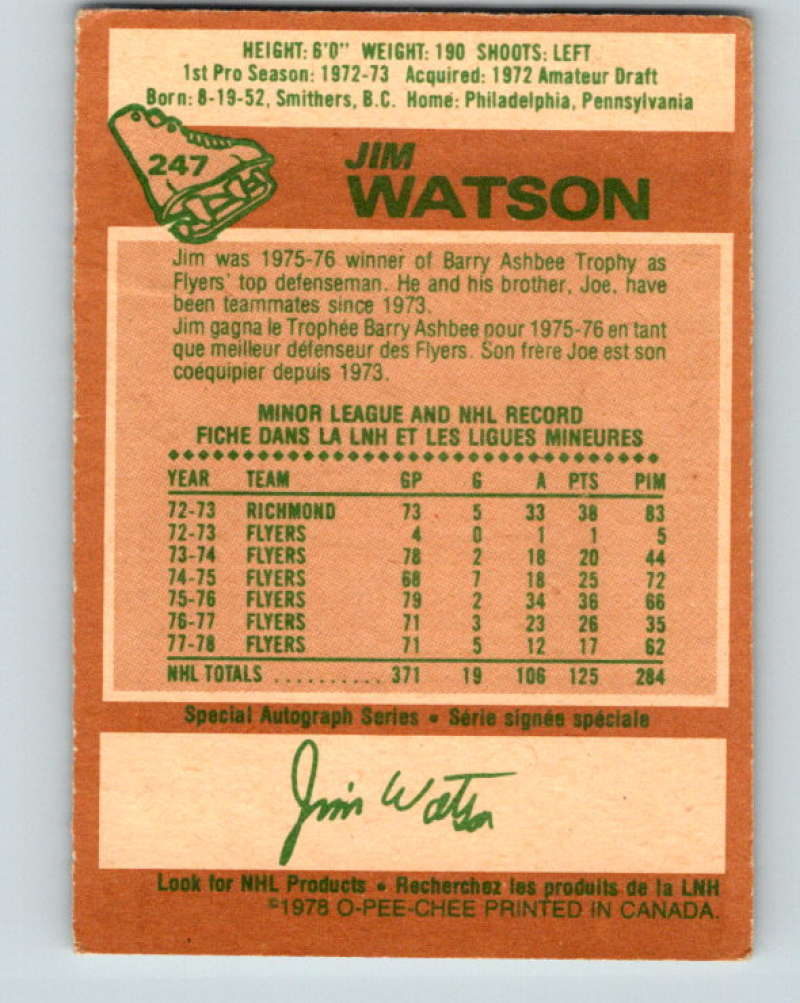 HEIGHT: 6'0" WEIGHT: 190 SHOOTS: LEFT
1st Pro Season: 1972-73 Acquired: 1972 Amateur Draft
Born: 8-19-52, Smithers, B.C. Home: Philadelphia, Pennsylvania
247
JIM
WATSON
Jim was 1975-76 winner of Barry Ashbee Trophy as
Flyers' top defenseman. He and his brother, Joe, have
been teammates since 1973.
Jim gagna le Trophée Barry Ashbee pour 1975-76 en tant
que meilleur défenseur des Flyers. Son frère Joe est son
coéquipier depuis 1973.
MINOR LEAGUE AND NHL RECORD
FICHE DANS LA LNH ET LES LIGUES MINEURES
YEAR TEAM GP G A PTS PIM
72-73 RICHMOND 73 5 33 38 83
72-73 FLYERS 4 0 1 1 5
73-74 FLYERS 78 2 18 20 44
74-75 FLYERS 68 7 18 25 72
75-76 FLYERS 79 2 34 36 66
76-77 FLYERS 71 3 23 26 35
77-78 FLYERS 71 5 12 17 62
NHL TOTALS .......... 371 19 106 125 284
Special Autograph Series • Série signée spéciale
Jim Watson
Look for NHL Products • Recherchez les produits de la LNH
©1978 O-PEE-CHEE PRINTED IN CANADA.